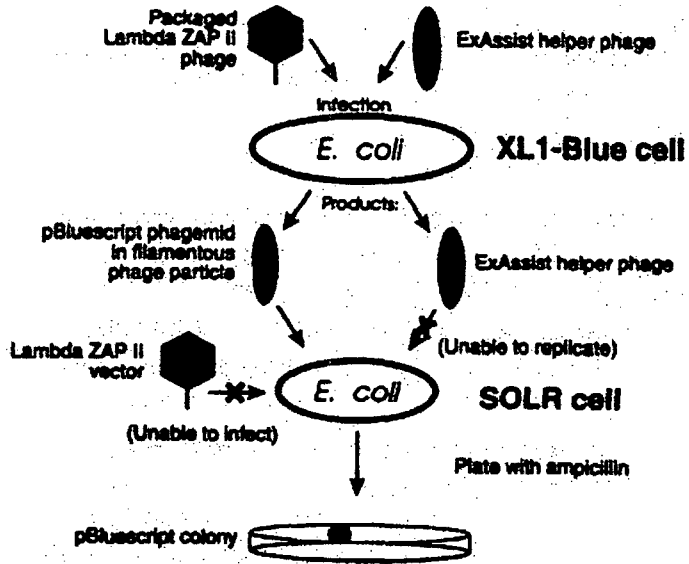 Packaged
Lambda ZAP II
phage
ExAssist helper phage
Infection
E. coli
XL1-Blue cell
Products:
pBluescript phagemid
in filamentous
phage particle
ExAssist helper phage
(Unable to replicate)
Lambda ZAP II
vector
E. coli
SOLR cell
(Unable to infect)
Plate with ampicillin
pBluescript colony